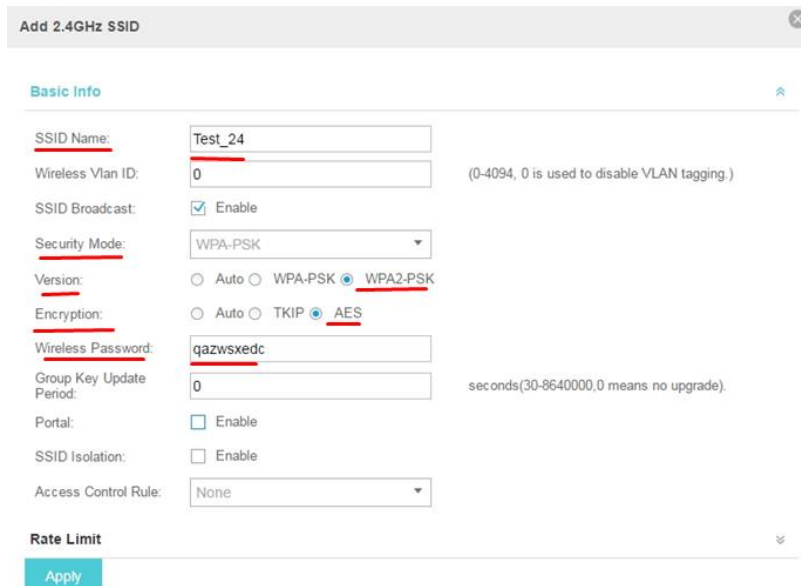 Add 2.4GHz SSID
Basic Info
SSID Name: Test_24
Wireless Vlan ID: 0 (0-4094, 0 is used to disable VLAN tagging.)
SSID Broadcast: Enable
Security Mode: WPA-PSK
Version: Auto WPA-PSK WPA2-PSK
Encryption: Auto TKIP AES
Wireless Password: qazwsxedc
Group Key Update
Period: 0 seconds(30-8640000,0 means no upgrade).
Portal: Enable
SSID Isolation: Enable
Access Control Rule: None
Rate Limit
Apply